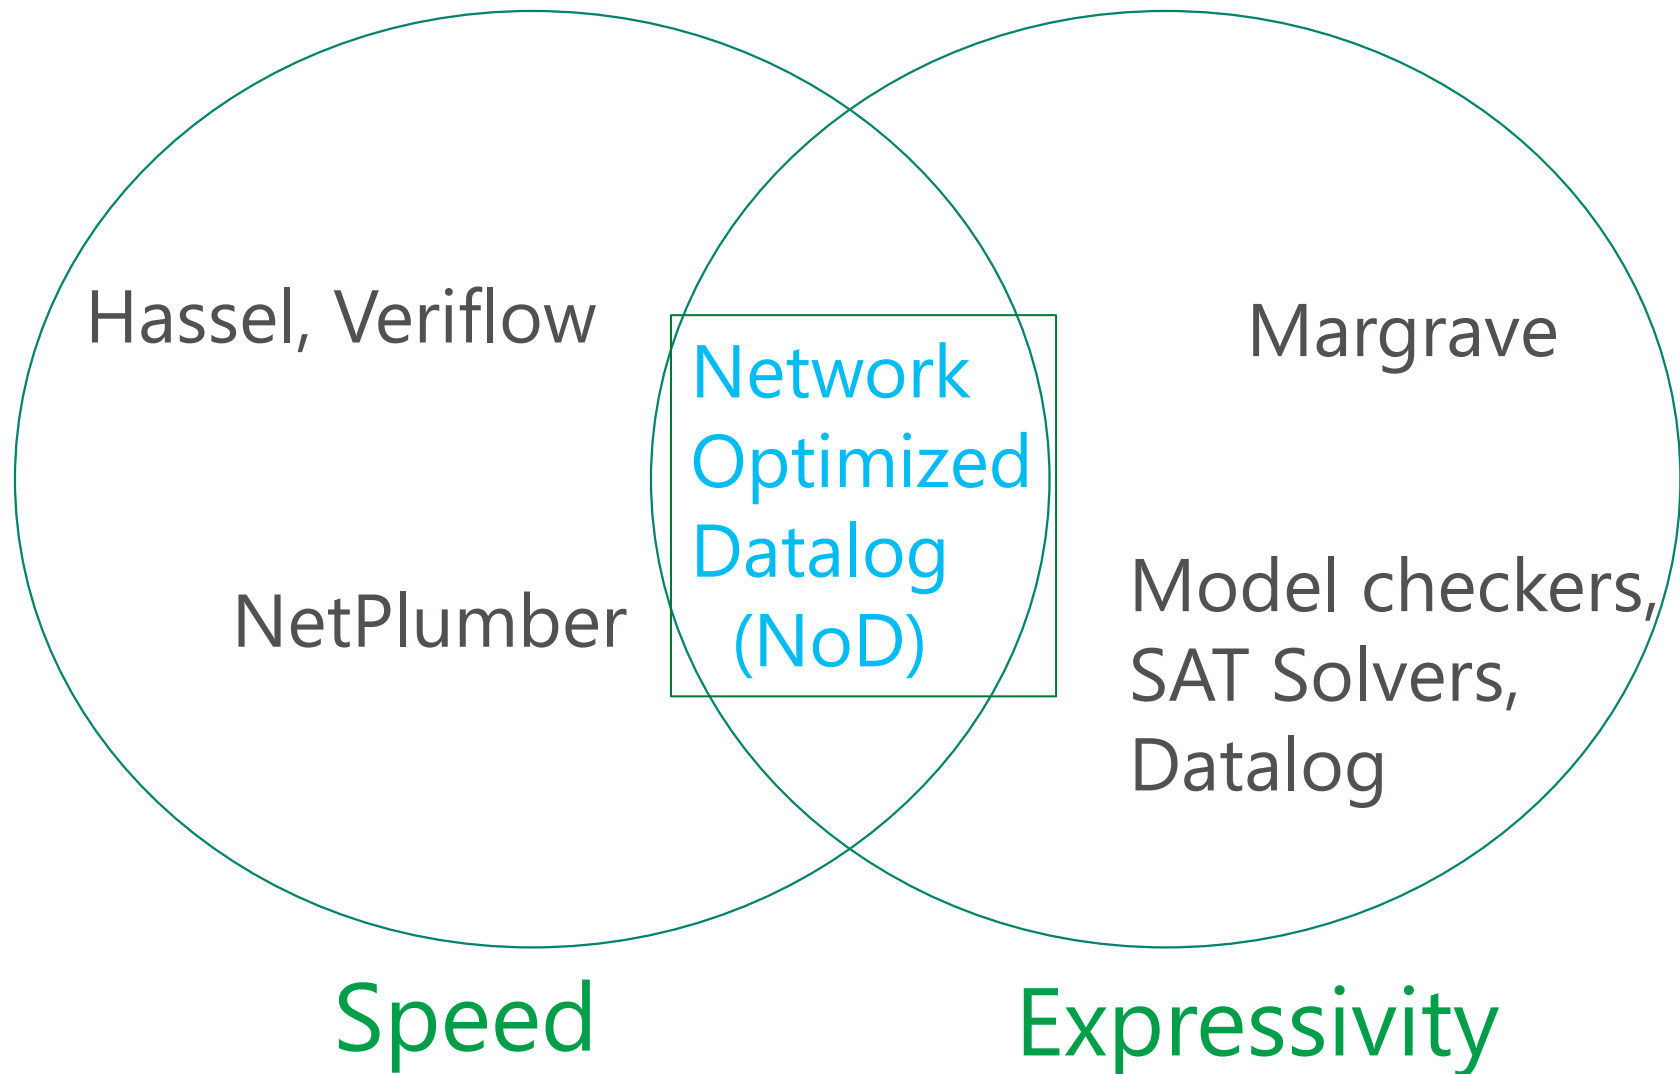 Hassel, Veriflow
NetPlumber
Network
Optimized
Datalog
(NoD)
Margrave
Model checkers,
SAT Solvers,
Datalog
Speed
Expressivity